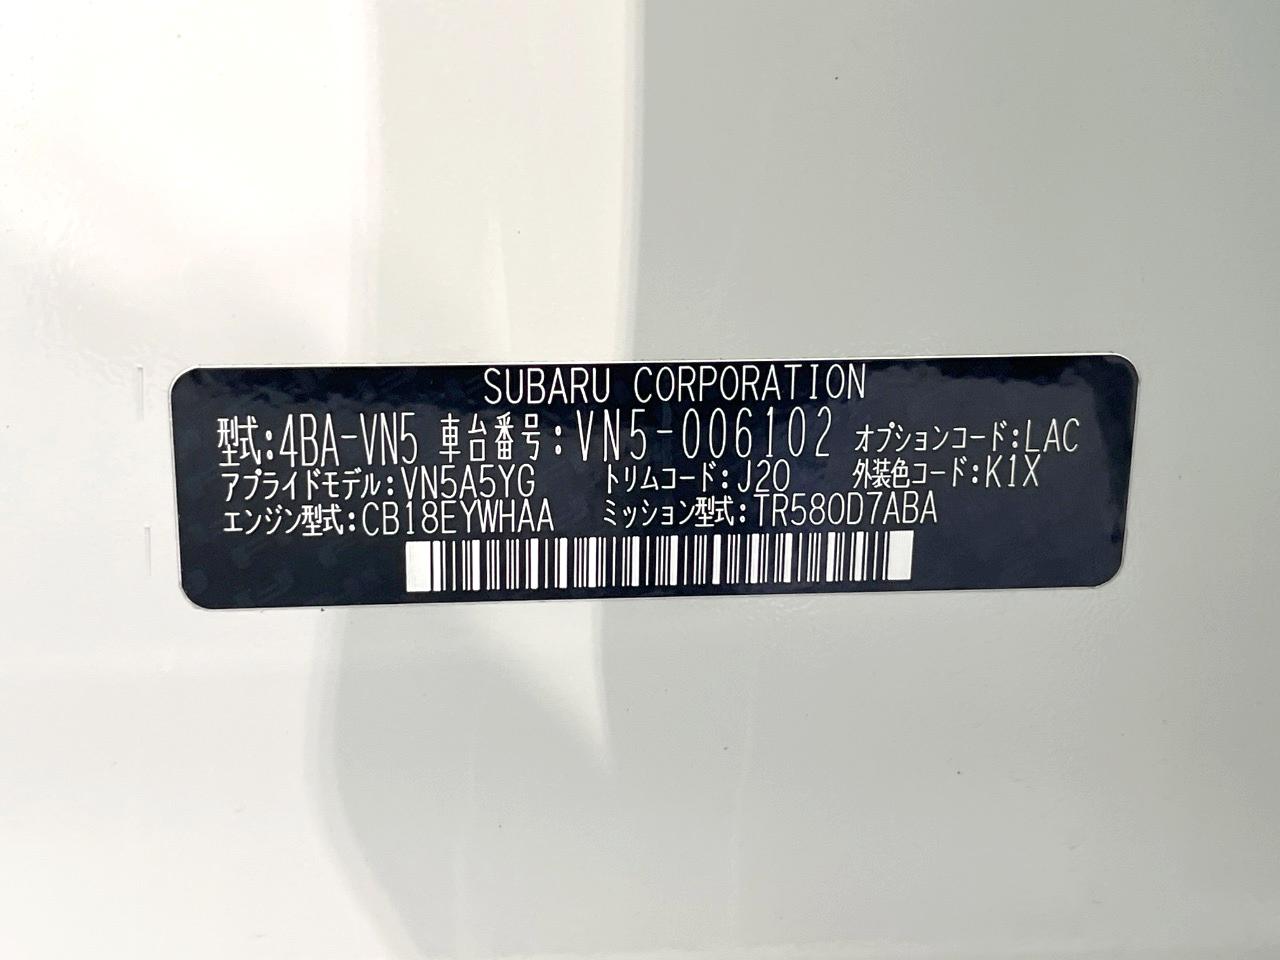 SUBARU CORPORATION
型式:4BA-VN5 車台番号:VN5-006102 オプションコード:LAC
アプライドモデル:VN5A5YG トリムコード:J20 外装色コード:K1X
エンジン型式:CB18EYWHAA ミッション型式:TR580D7ABA